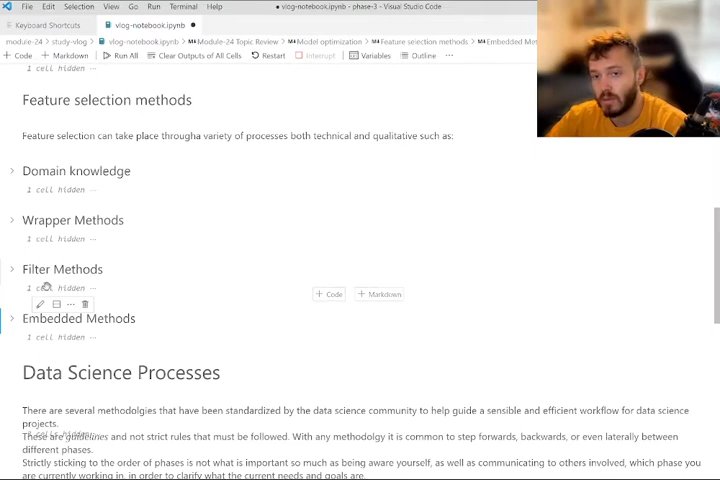 File Edit Selection View Go Run Terminal Help
● vlog-notebook.ipynb - phase-3 - Visual Studio Code
Keyboard Shortcuts
vlog-notebook.ipynb ●
module-24 > study-vlog > vlog-notebook.ipynb > Module-24 Topic Review > Model optimization > Feature selection methods > Embedded Met
+ Code + Markdown Run All Clear Outputs of All Cells Restart Interrupt Variables Outline ...
1 cell hidden ...
Feature selection methods
Feature selection can take place througha variety of processes both technical and qualitative such as:
Domain knowledge
1 cell hidden ...
Wrapper Methods
1 cell hidden ...
Filter Methods
1 cell hidden ...
+ Code + Markdown
Embedded Methods
1 cell hidden ...
Data Science Processes
There are several methodolgies that have been standardized by the data science community to help guide a sensible and efficient workflow for data science
projects.
These are guidelines and not strict rules that must be followed. With any methodolgy it is common to step forwards, backwards, or even laterally between
different phases.
Strictly sticking to the order of phases is not what is important so much as being aware yourself, as well as communicating to others involved, which phase you
are currently working in, in order to clarify what the current needs and goals are.